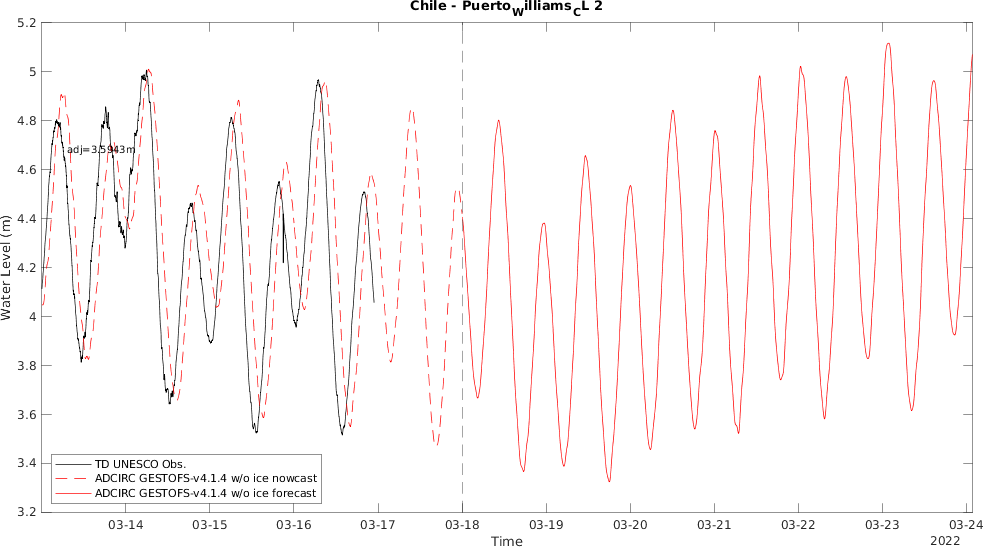 Chile - PuertoWilliamsCL 2
5.2
5
4.8
4.6
4.4
4.2
4
3.8
3.6
3.4
3.2
Water Level (m)
adj=3.5943m
TD UNESCO Obs.
ADCIRC GESTOFS-v4.1.4 w/o ice nowcast
ADCIRC GESTOFS-v4.1.4 w/o ice forecast
03-14 03-15 03-16 03-17 03-18 03-19 03-20 03-21 03-22 03-23 03-24
Time
2022